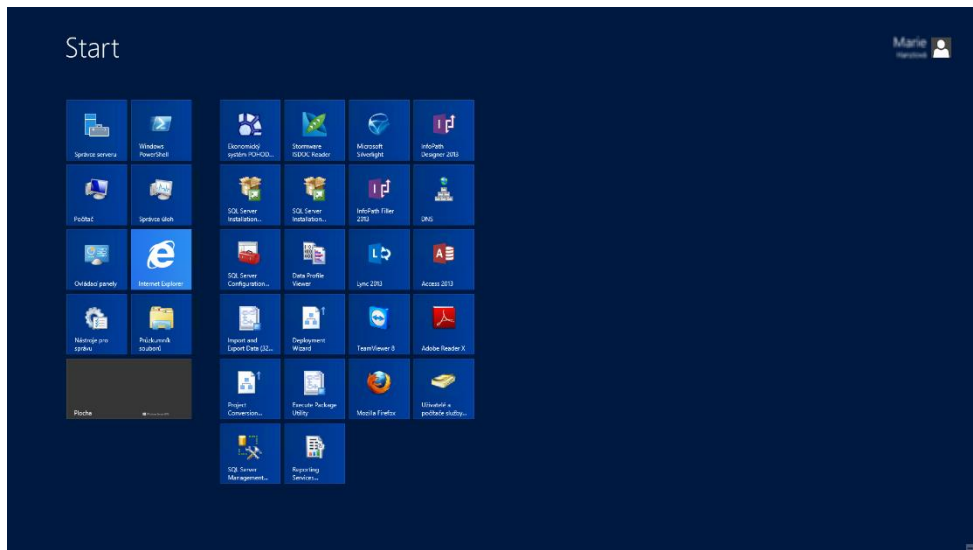 Start
Marie
Správce serveru
Windows
PowerShell
Ekonomický
systém POHOD...
Stormware
ISDOC Reader
Microsoft
Silverlight
InfoPath
Designer 2013
Počítač
Správce úloh
SQL Server
Installation...
SQL Server
Installation...
InfoPath Filler
2013
DNS
Ovládací panely
Internet Explorer
SQL Server
Configuration...
Data Profile
Viewer
Lync 2013
Access 2013
Nástroje pro
správu
Průzkumník
souborů
Import and
Export Data (32...
Deployment
Wizard
TeamViewer 8
Adobe Reader X
Plocha
Project
Conversion...
Execute Package
Utility
Mozilla Firefox
Uživatelé a
počítače služby...
SQL Server
Management...
Reporting
Services...